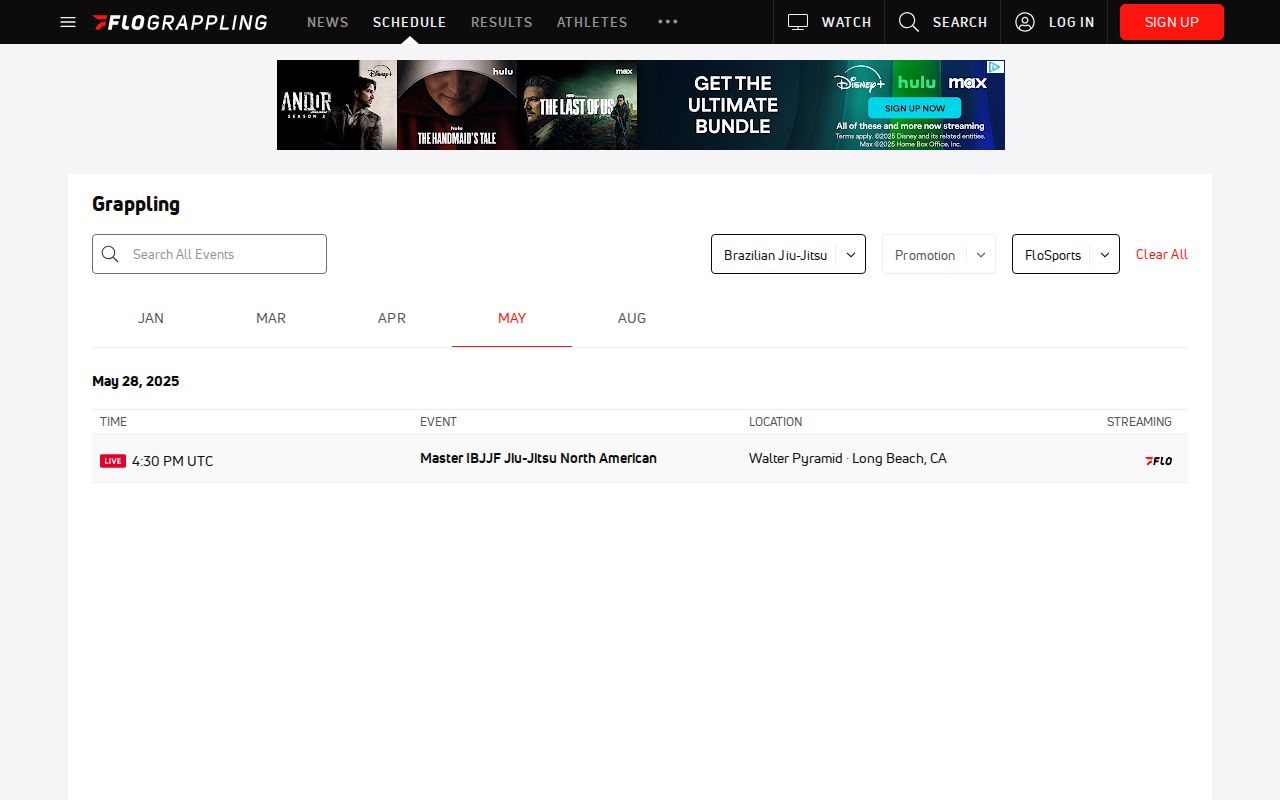 FLOGRAPPLING
NEWS
SCHEDULE
RESULTS
ATHLETES
WATCH
SEARCH
LOG IN
SIGN UP
Disney+
ANDOR
SEASON 2
hulu
hulu
THE HANDMAID'S TALE
max
THE LAST OF US
GET THE
ULTIMATE
BUNDLE
Disney+ hulu max
SIGN UP NOW
All of these and more now streaming
Terms apply. ©2025 Disney and its related entities.
Max ©2025 Home Box Office, Inc.
Grappling
Search All Events
Brazilian Jiu-Jitsu
Promotion
FloSports
Clear All
JAN
MAR
APR
MAY
AUG
May 28, 2025
TIME
EVENT
LOCATION
STREAMING
LIVE 4:30 PM UTC
Master IBJJF Jiu-Jitsu North American
Walter Pyramid · Long Beach, CA
FLO